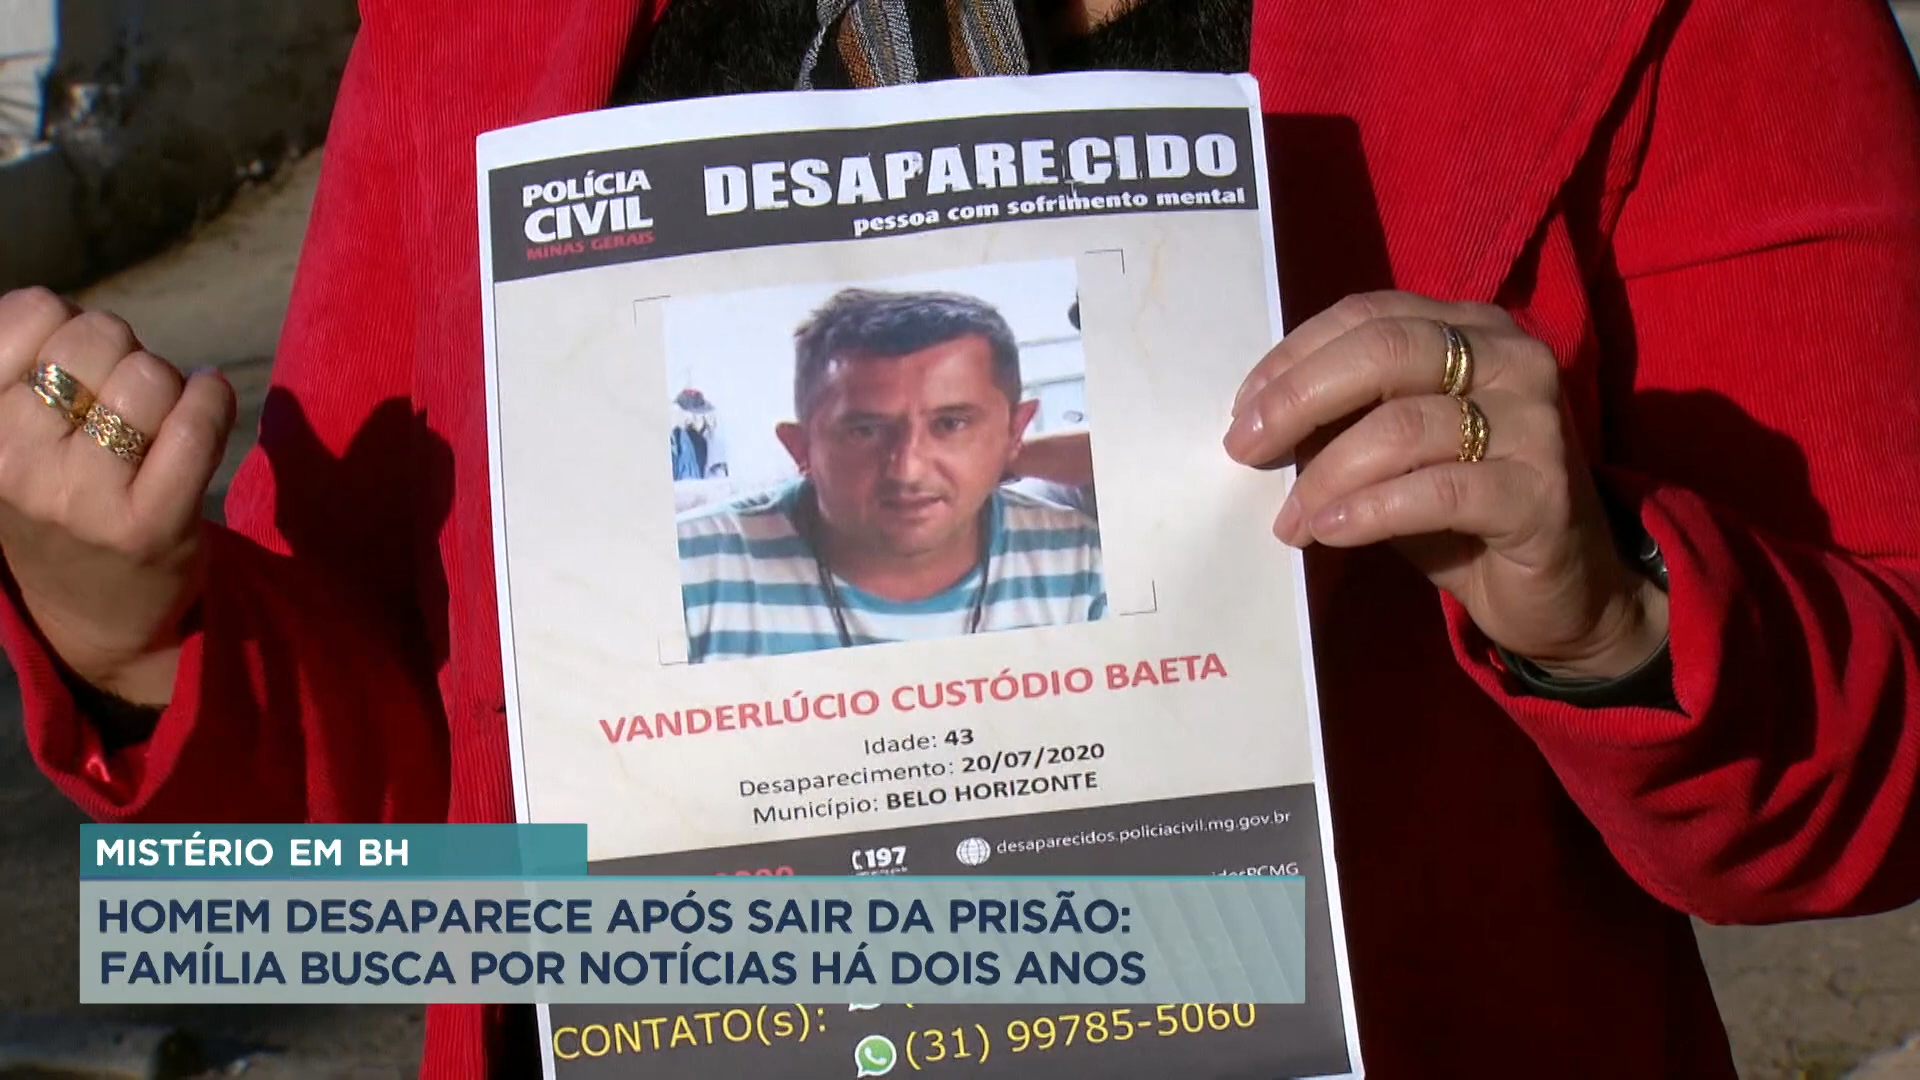 POLÍCIA
CIVIL
MINAS GERAIS
DESAPARECIDO
pessoa com sofrimento mental
VANDERLÚCIO CUSTÓDIO BAETA
Idade: 43
Desaparecimento: 20/07/2020
Município: BELO HORIZONTE
197
desaparecidos.policiacivil.mg.gov.br
MISTÉRIO EM BH
HOMEM DESAPARECE APÓS SAIR DA PRISÃO:
FAMÍLIA BUSCA POR NOTÍCIAS HÁ DOIS ANOS
CONTATO(s):
(31) 99785-5060